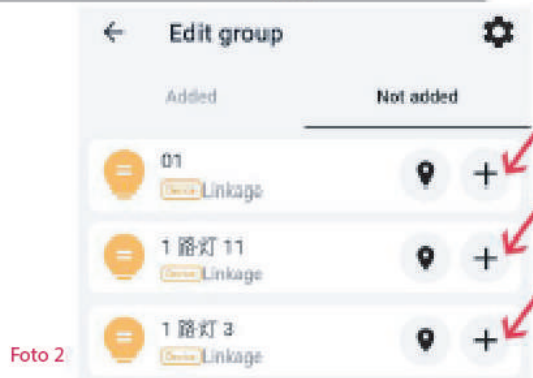 Edit group
Added
Not added
01
Device Linkage
1 路灯 11
Device Linkage
1 路灯 3
Device Linkage
Foto 2